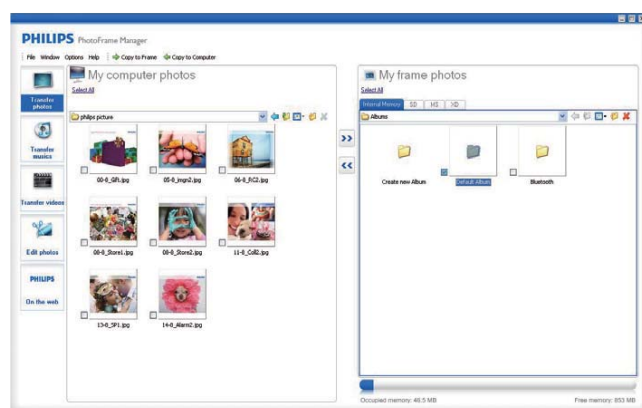 PHILIPS PhotoFrame Manager
File Window Options Help Copy to Frame Copy to Computer
Transfer photos
Transfer musics
Transfer videos
Edit photos
PHILIPS
On the web
My computer photos
Select All
philips picture
00-0_Gift.jpg
05-0_imgn2.jpg
06-0_RC2.jpg
08-0_Store1.jpg
08-0_Store2.jpg
11-0_Coll2.jpg
13-0_SP1.jpg
14-0_Alarm2.jpg
My frame photos
Select All
Internal Memory SD MS XD
Albums
Create new Album
Default Album
Bluetooth
Occupied memory: 46.5 MB
Free memory: 853 MB